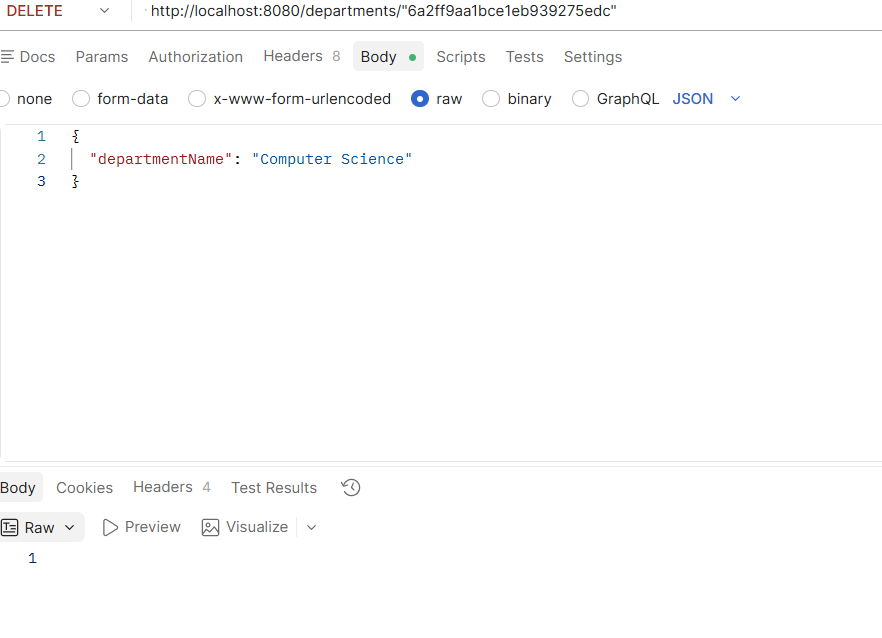 DELETE http://localhost:8080/departments/"6a2ff9aa1bce1eb939275edc"
Docs Params Authorization Headers 8 Body Scripts Tests Settings
none form-data x-www-form-urlencoded raw binary GraphQL JSON
1 {
2 "departmentName": "Computer Science"
3 }
Body Cookies Headers 4 Test Results
Raw Preview Visualize
1